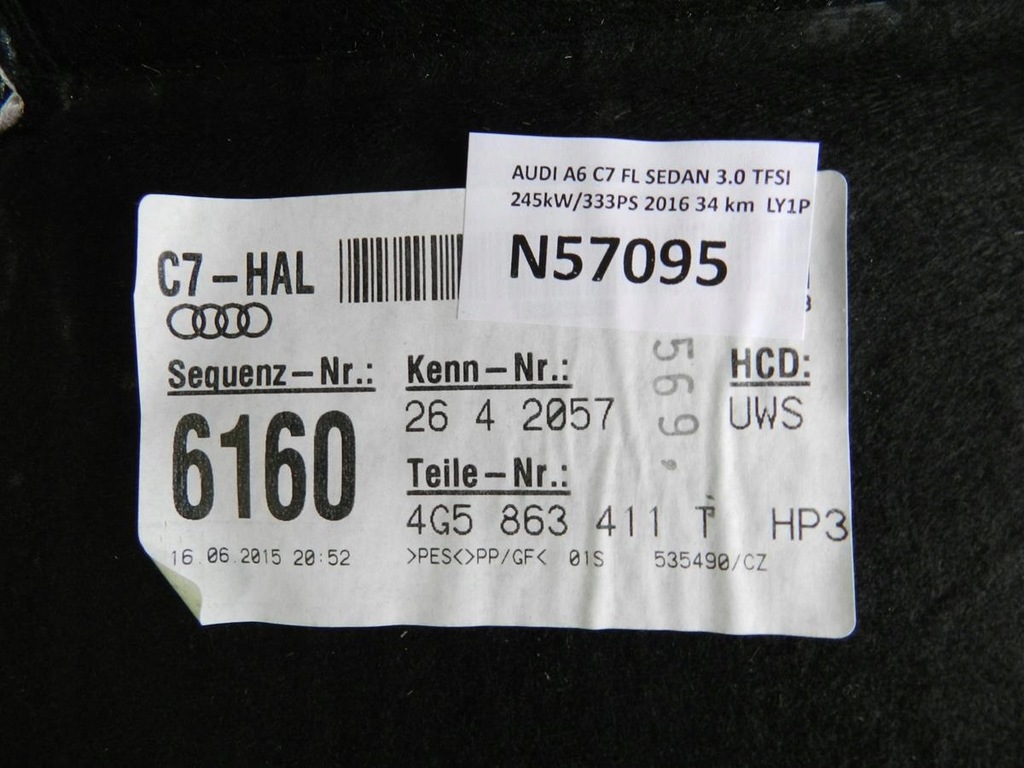 AUDI A6 C7 FL SEDAN 3.0 TFSI
245kW/333PS 2016 34 km LY1P
N57095
C7-HAL
Sequenz-Nr.:
6160
Kenn-Nr.:
26 4 2057
569,
HCD:
UWS
Teile-Nr.:
4G5 863 411 T HP3
16.06.2015 20:52
>PES<>PP/GF< 01S 535490/CZ